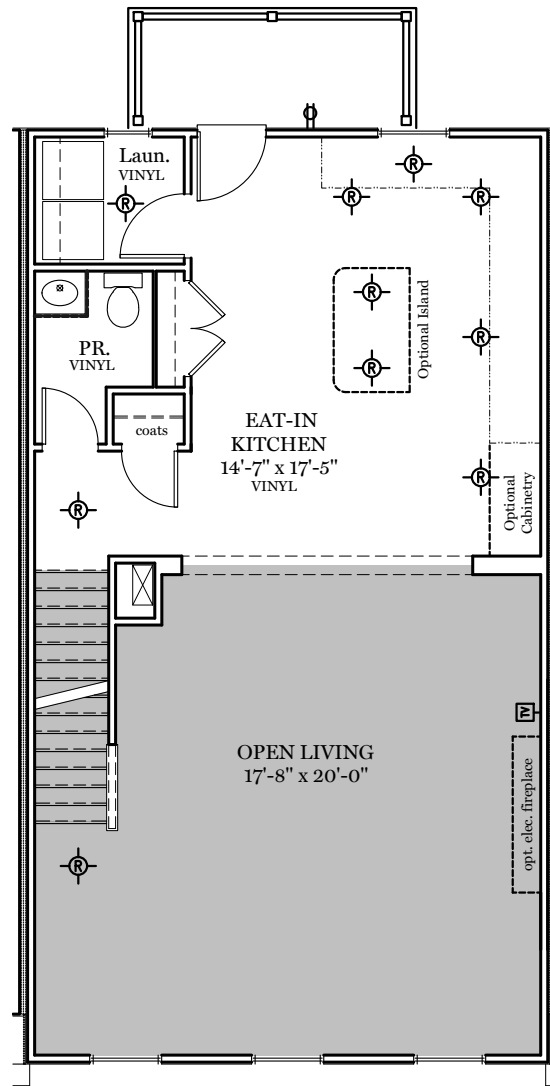 Laun.
VINYL
R
R
R
R
R
Optional Island
R
PR.
VINYL
R
coats
EAT-IN
KITCHEN
14'-7" x 17'-5"
VINYL
R
Optional
Cabinetry
R
TV
OPEN LIVING
17'-8" x 20'-0"
opt. elec. fireplace
R